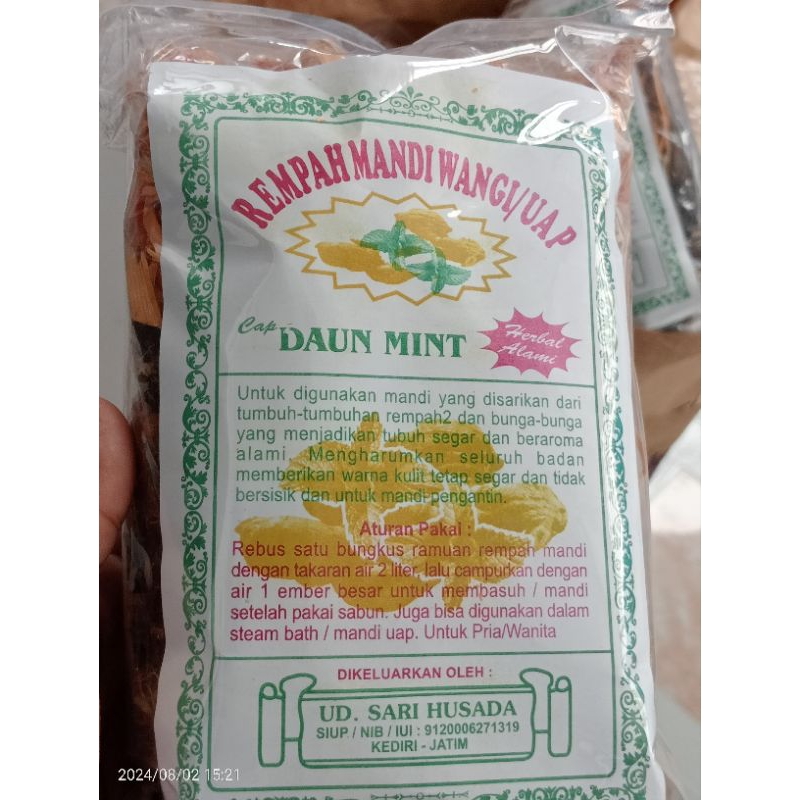 REMPAH MANDI WANGI/UAP
Cap DAUN MINT
Herbal
Alami
Untuk digunakan mandi yang disarikan dari
tumbuh-tumbuhan rempah2 dan bunga-bunga
yang menjadikan tubuh segar dan beraroma
alami. Mengharumkan seluruh badan
memberikan warna kulit tetap segar dan tidak
bersisik dan untuk mandi pengantin.
Aturan Pakai :
Rebus satu bungkus ramuan rempah mandi
dengan takaran air 2 liter, lalu campurkan dengan
air 1 ember besar untuk membasuh / mandi
setelah pakai sabun. Juga bisa digunakan dalam
steam bath / mandi uap. Untuk Pria/Wanita
DIKELUARKAN OLEH :
UD. SARI HUSADA
SIUP / NIB / IUI : 9120006271319
KEDIRI - JATIM
2024/08/02 15:21